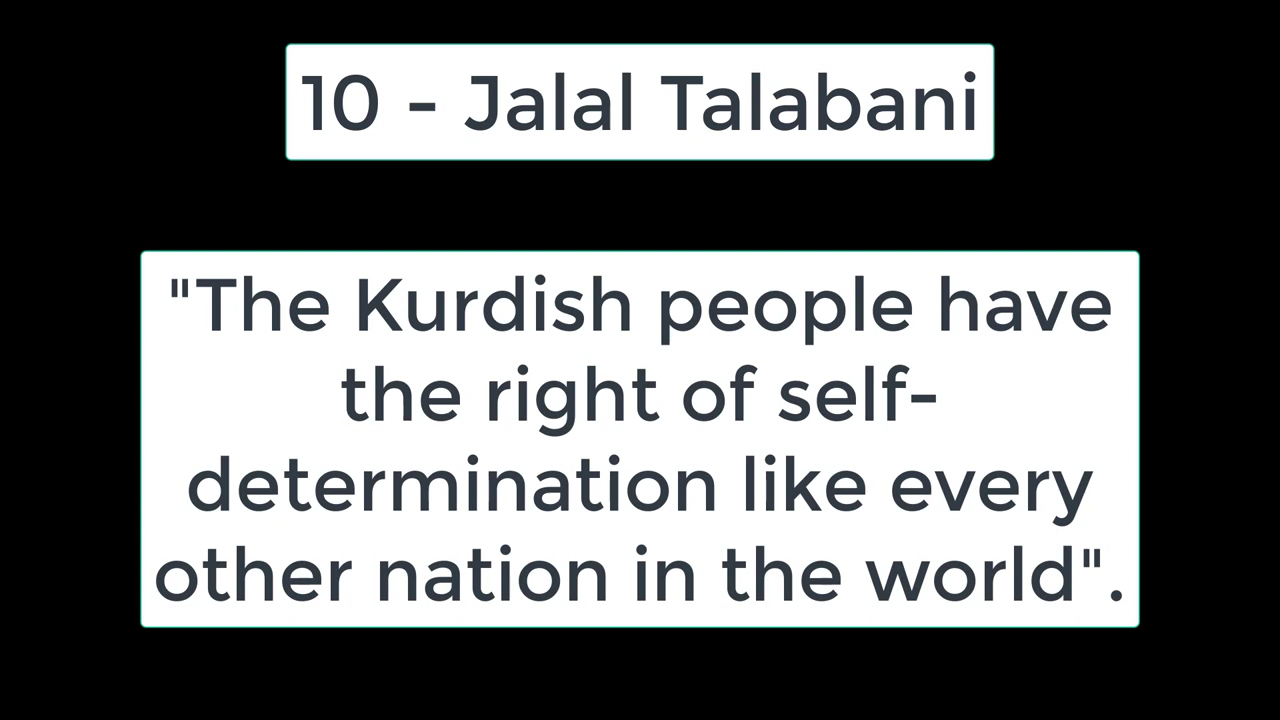 10 - Jalal Talabani
"The Kurdish people have
the right of self-
determination like every
other nation in the world".